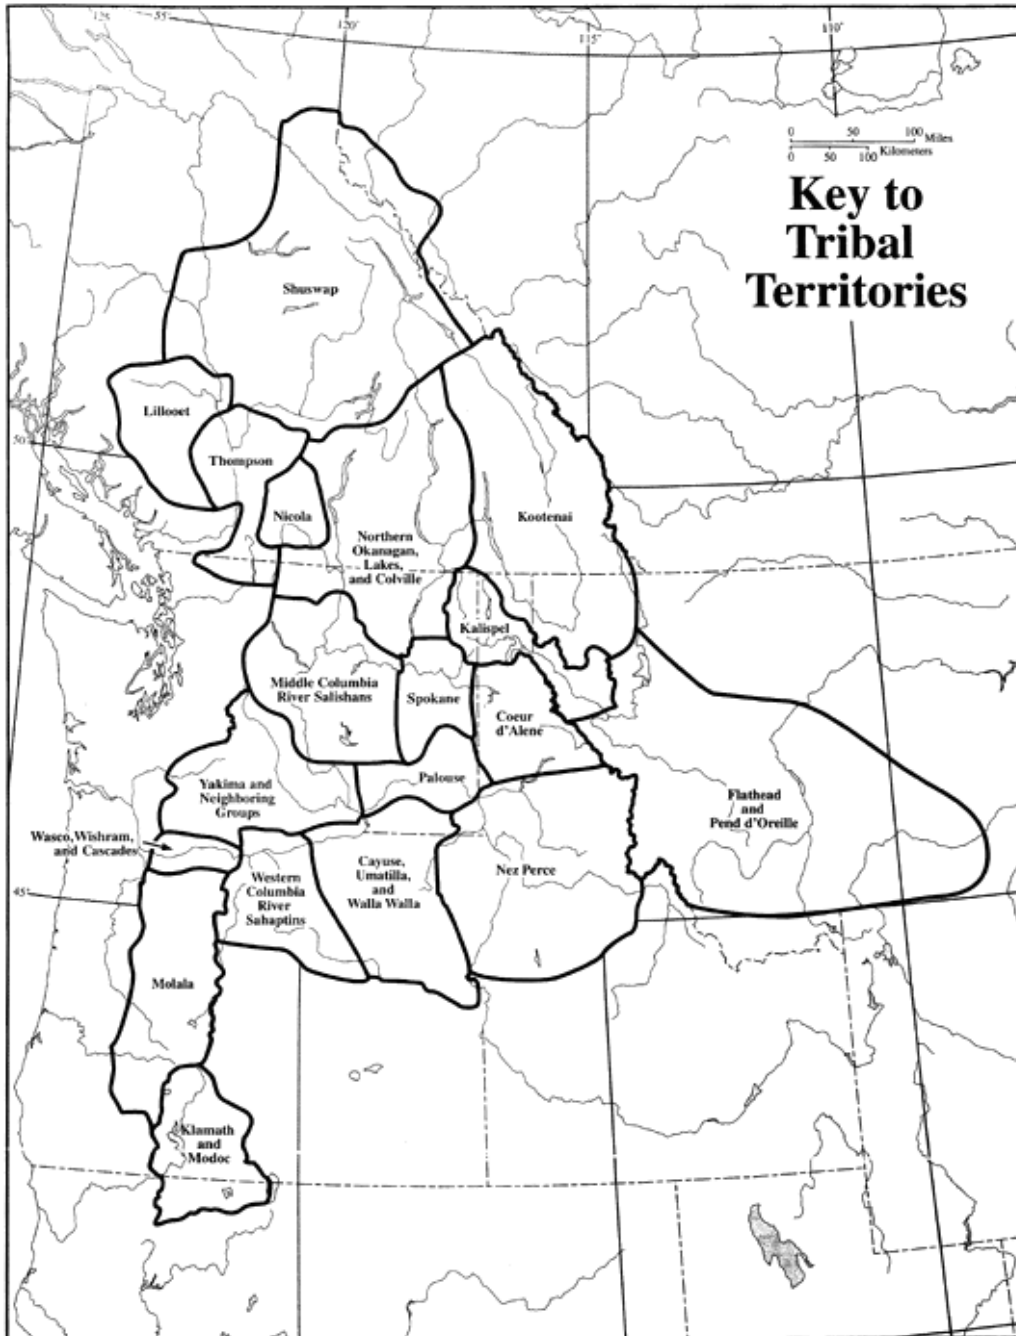 125°
55°
120°
115°
110°
0 50 100 Miles
0 50 100 Kilometers
Key to
Tribal
Territories
Shuswap
Lillooet
50°
Thompson
Nicola
Kootenai
Northern
Okanagan,
Lakes,
and Colville
Kalispel
Middle Columbia
River Salishans
Spokane
Coeur
d'Alene
Palouse
Yakima and
Neighboring
Groups
Flathead
and
Pend d'Oreille
Wasco, Wishram,
and Cascades
Cayuse,
Umatilla,
and
Walla Walla
Nez Perce
Western
Columbia
River
Sahaptins
45°
Molala
Klamath
and
Modoc